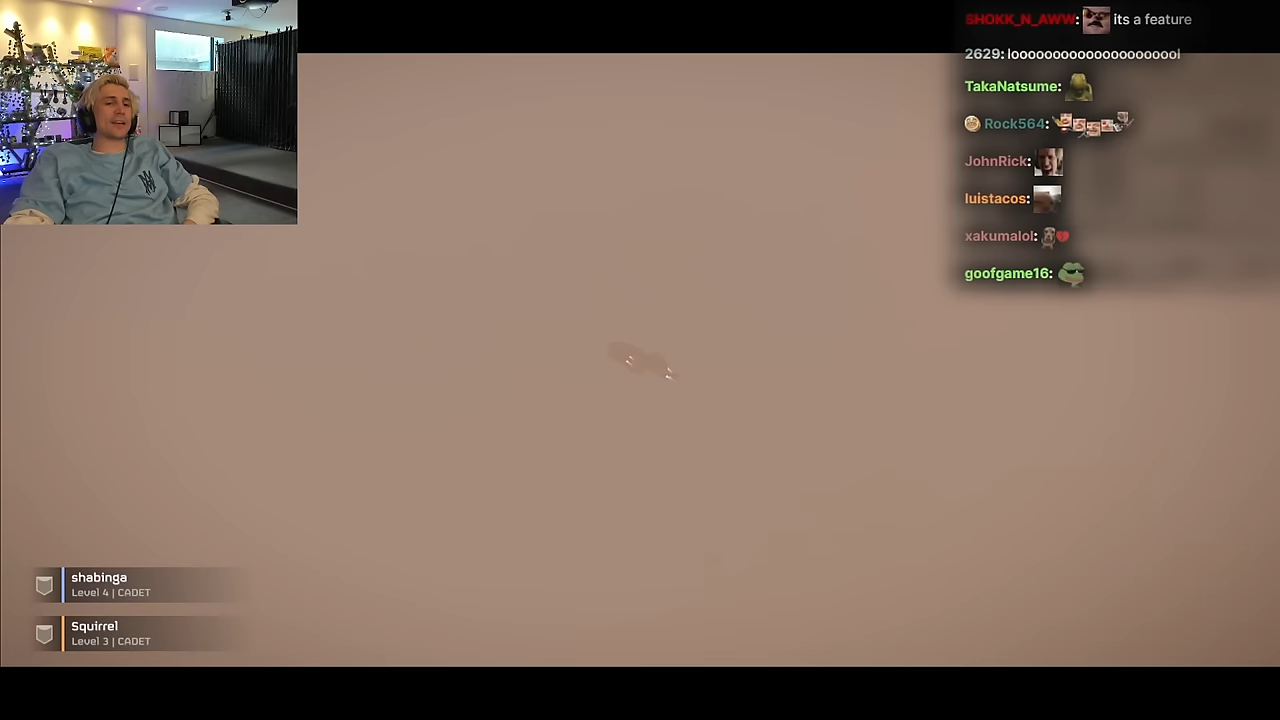 SHOKK_N_AWW: its a feature
2629: looooooooooooooooooool
TakaNatsume:
Rock564:
JohnRick:
luistacos:
xakumalol:
goofgame16:
shabinga
Level 4 | CADET
Squirrel
Level 3 | CADET